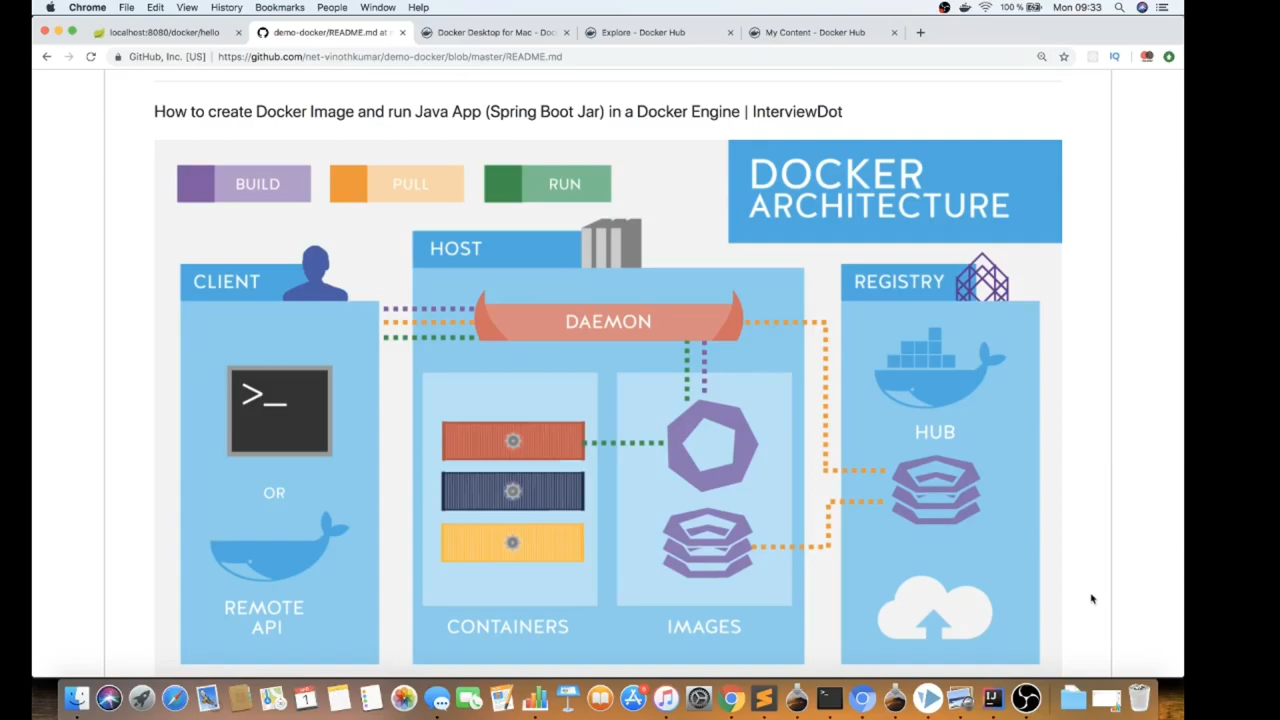 Chrome File Edit View History Bookmarks People Window Help 100 % Mon 09:33
localhost:8080/docker/hello
demo-docker/README.md at
Docker Desktop for Mac - Doc
Explore - Docker Hub
My Content - Docker Hub
GitHub, Inc. [US] https://github.com/net-vinothkumar/demo-docker/blob/master/README.md IQ
How to create Docker Image and run Java App (Spring Boot Jar) in a Docker Engine | InterviewDot
BUILD
PULL
RUN
DOCKER
ARCHITECTURE
CLIENT
HOST
REGISTRY
DAEMON
>_
OR
REMOTE
API
CONTAINERS
IMAGES
HUB